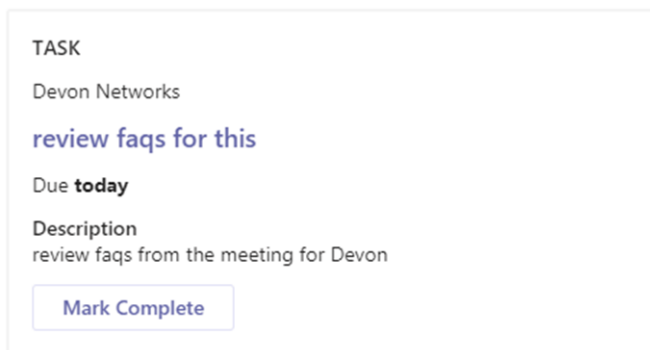 TASK
Devon Networks
review faqs for this
Due today
Description
review faqs from the meeting for Devon
Mark Complete